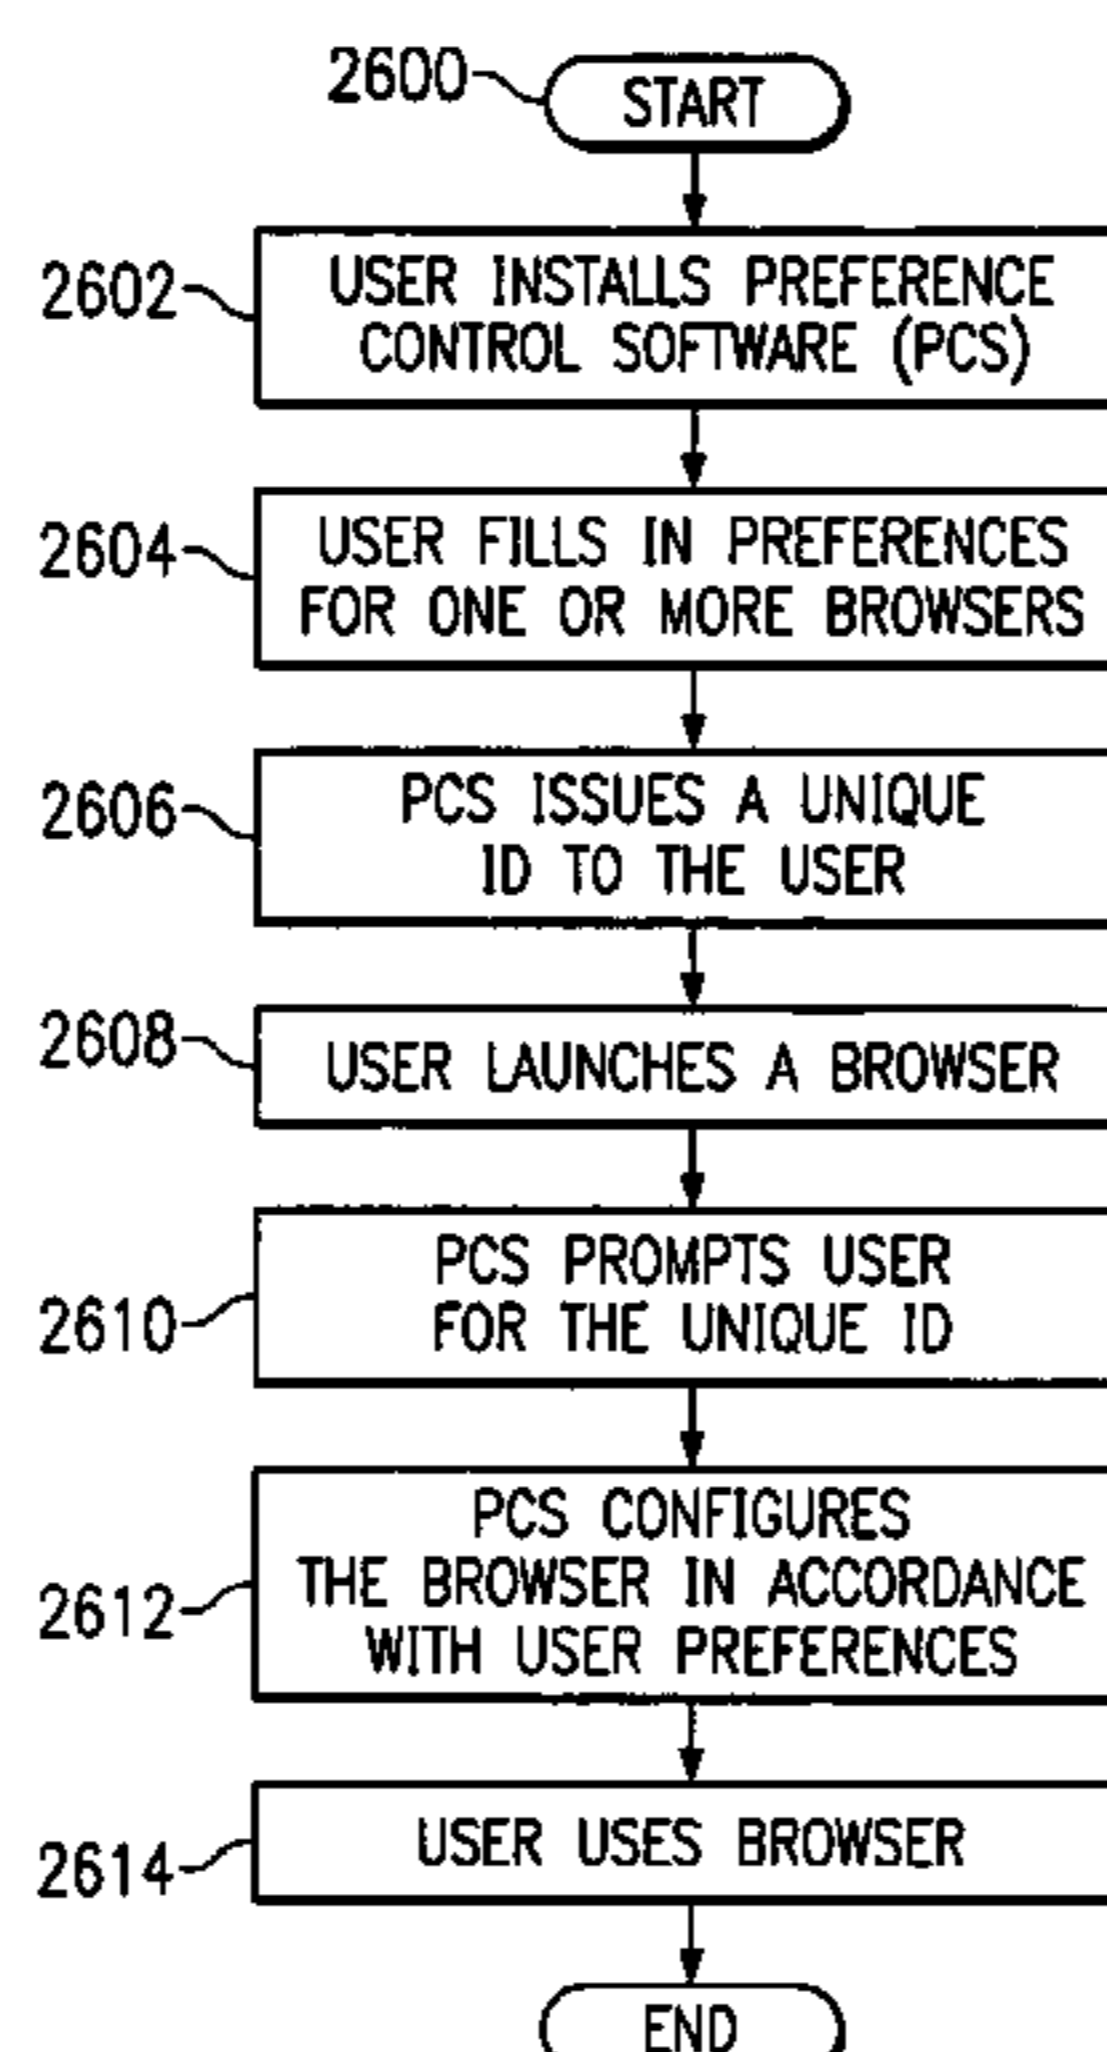 2600
START
2602
USER INSTALLS PREFERENCE
CONTROL SOFTWARE (PCS)
2604
USER FILLS IN PREFERENCES
FOR ONE OR MORE BROWSERS
2606
PCS ISSUES A UNIQUE
ID TO THE USER
2608
USER LAUNCHES A BROWSER
2610
PCS PROMPTS USER
FOR THE UNIQUE ID
2612
PCS CONFIGURES
THE BROWSER IN ACCORDANCE
WITH USER PREFERENCES
2614
USER USES BROWSER
END